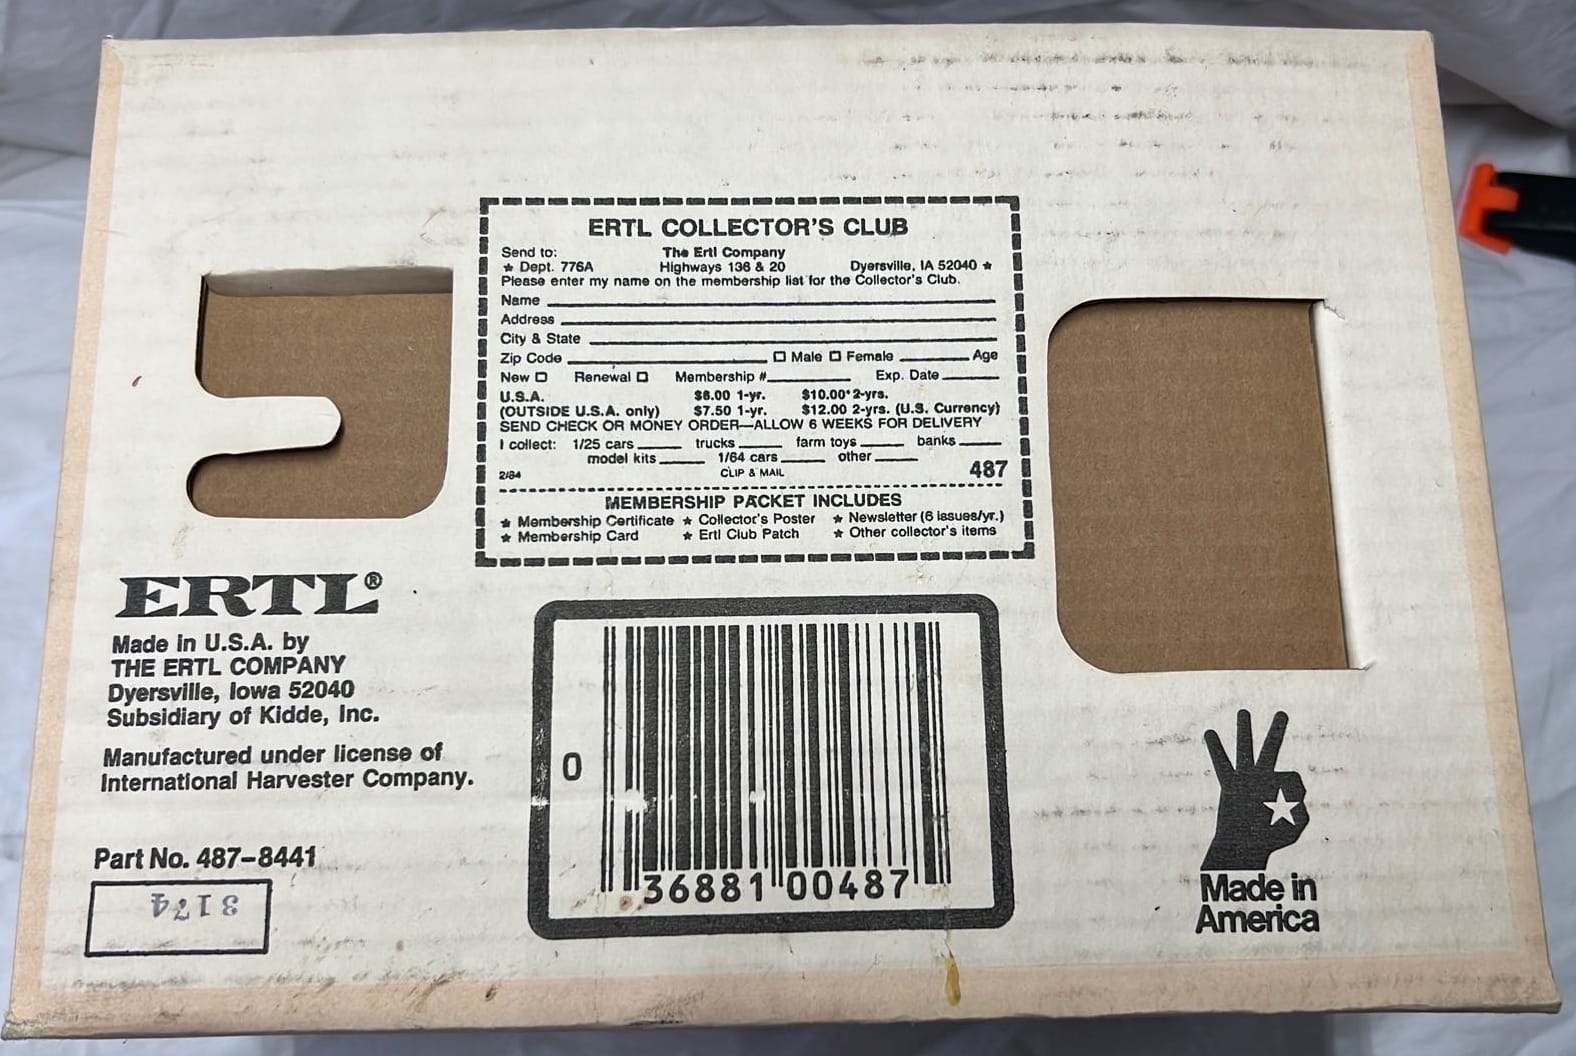 ERTL COLLECTOR'S CLUB
Send to: The Ertl Company
★ Dept. 776A Highways 136 & 20 Dyersville, IA 52040 ★
Please enter my name on the membership list for the Collector's Club.
Name
Address
City & State
Zip Code ☐ Male ☐ Female Age
New ☐ Renewal ☐ Membership # Exp. Date
U.S.A. $6.00 1-yr. $10.00 2-yrs.
(OUTSIDE U.S.A. only) $7.50 1-yr. $12.00 2-yrs. (U.S. Currency)
SEND CHECK OR MONEY ORDER—ALLOW 6 WEEKS FOR DELIVERY
I collect: 1/25 cars trucks farm toys banks
model kits 1/64 cars other
2/84 CLIP & MAIL 487
MEMBERSHIP PACKET INCLUDES
★ Membership Certificate ★ Collector's Poster ★ Newsletter (6 issues/yr.)
★ Membership Card ★ Ertl Club Patch ★ Other collector's items
ERTL®
Made in U.S.A. by
THE ERTL COMPANY
Dyersville, Iowa 52040
Subsidiary of Kidde, Inc.
Manufactured under license of
International Harvester Company.
Part No. 487-8441
3174
0 36881 00487
Made in
America